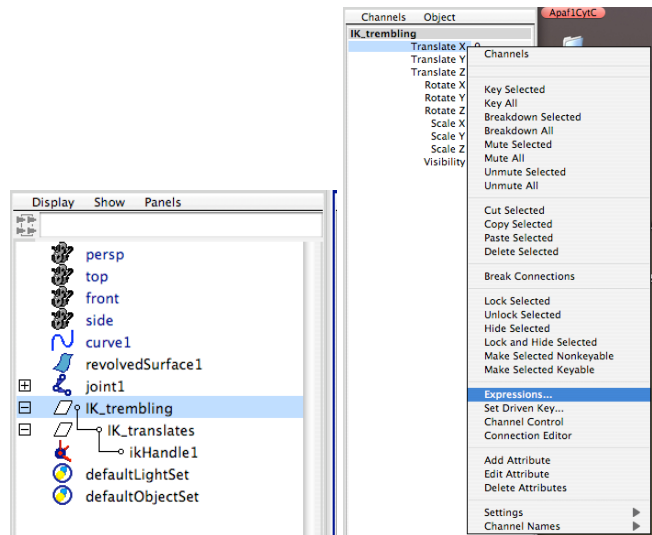 Display Show Panels
persp
top
front
side
curve1
revolvedSurface1
joint1
IK_trembling
IK_translates
ikHandle1
defaultLightSet
defaultObjectSet
Channels Object
IK_trembling
Translate X
Translate Y
Translate Z
Rotate X
Rotate Y
Rotate Z
Scale X
Scale Y
Scale Z
Visibility
Apaf1CytC
Channels
Key Selected
Key All
Breakdown Selected
Breakdown All
Mute Selected
Mute All
Unmute Selected
Unmute All
Cut Selected
Copy Selected
Paste Selected
Delete Selected
Break Connections
Lock Selected
Unlock Selected
Hide Selected
Lock and Hide Selected
Make Selected Nonkeyable
Make Selected Keyable
Expressions...
Set Driven Key...
Channel Control
Connection Editor
Add Attribute
Edit Attribute
Delete Attributes
Settings
Channel Names